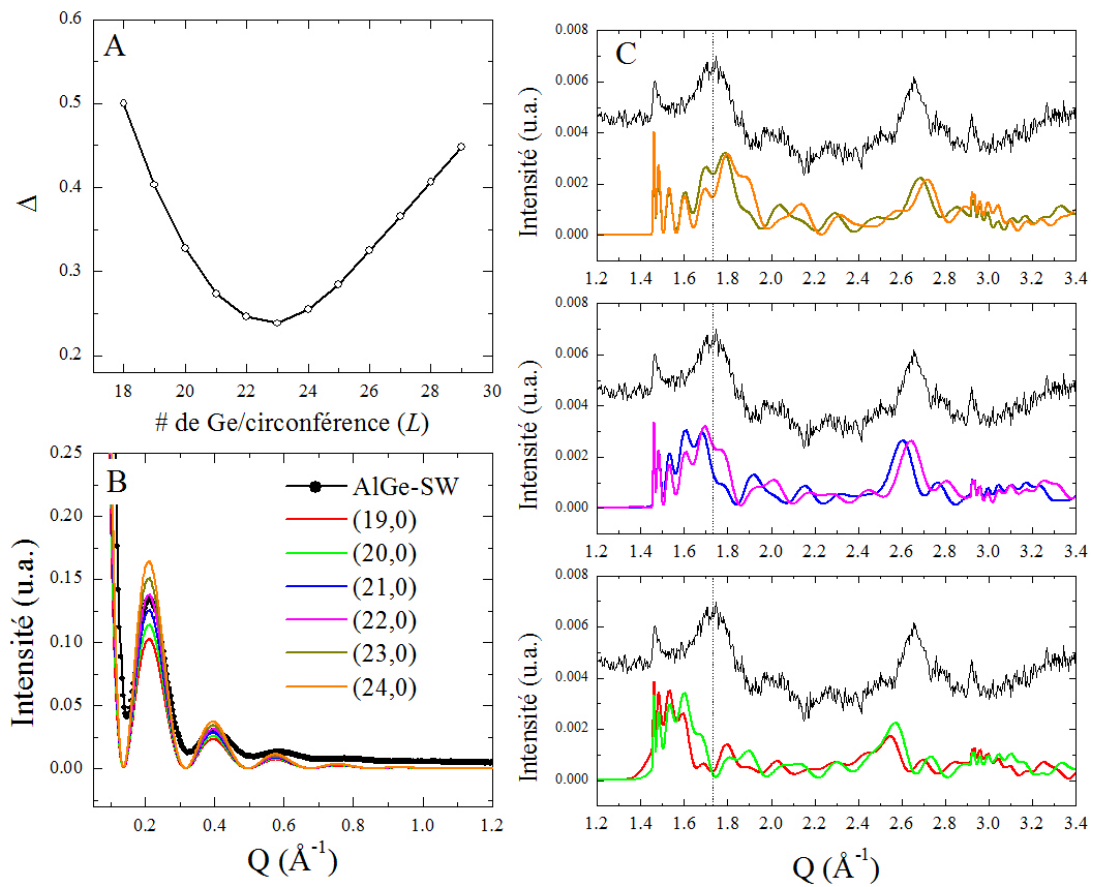 A
0.6
0.5
0.4
0.3
0.2
Δ
18 20 22 24 26 28 30
# de Ge/circonférence (L)
B
0.25
0.20
0.15
0.10
0.05
0.00
Intensité (u.a.)
AlGe-SW
(19,0)
(20,0)
(21,0)
(22,0)
(23,0)
(24,0)
0.2 0.4 0.6 0.8 1.0 1.2
Q (Å-1)
C
0.008
0.006
0.004
0.002
0.000
Intensité (u.a.)
1.2 1.4 1.6 1.8 2.0 2.2 2.4 2.6 2.8 3.0 3.2 3.4
0.008
0.006
0.004
0.002
0.000
Intensité (u.a.)
1.2 1.4 1.6 1.8 2.0 2.2 2.4 2.6 2.8 3.0 3.2 3.4
0.008
0.006
0.004
0.002
0.000
Intensité (u.a.)
1.2 1.4 1.6 1.8 2.0 2.2 2.4 2.6 2.8 3.0 3.2 3.4
Q (Å-1)